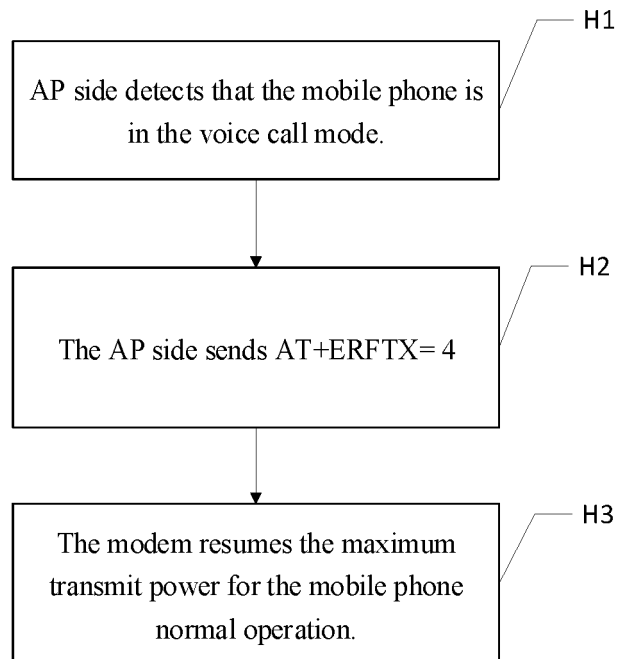 H1
AP side detects that the mobile phone is
in the voice call mode.
H2
The AP side sends AT+ERFTX= 4
H3
The modem resumes the maximum
transmit power for the mobile phone
normal operation.